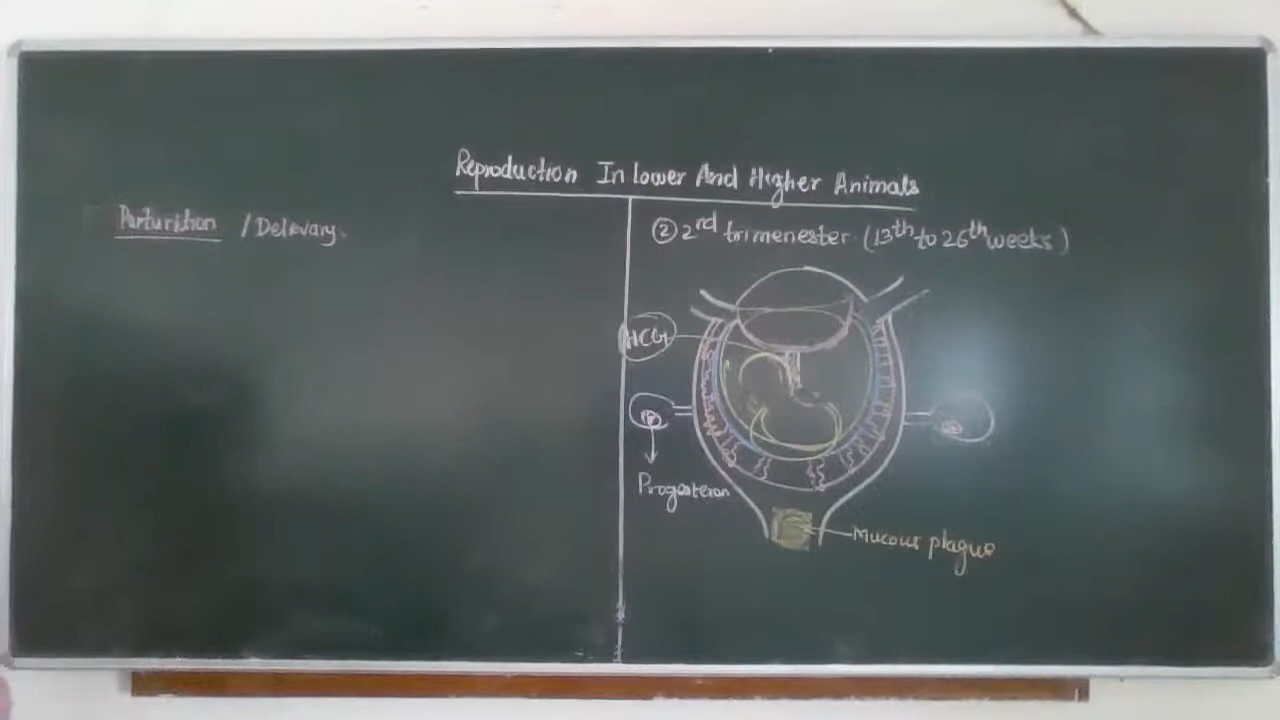 Reproduction In Lower And Higher Animals
Parturition / Delevary.
② 2nd trimenester (13th to 26th weeks)
HCG
Progesteron
Mucous plague